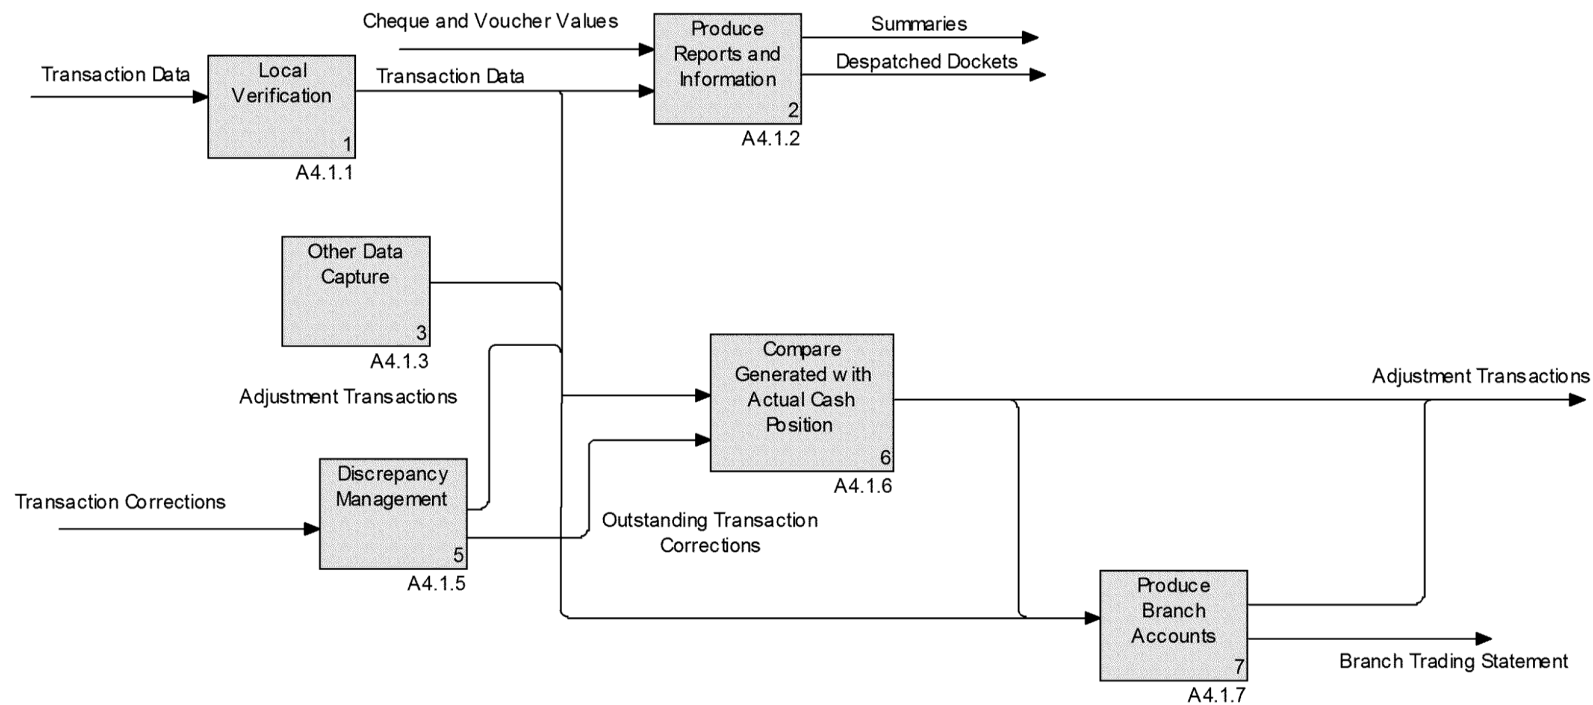 Cheque and Voucher Values
Produce
Reports and
Information
2
A4.1.2
Summaries
Despatched Dockets
Transaction Data
Local
Verification
1
A4.1.1
Transaction Data
Other Data
Capture
3
A4.1.3
Adjustment Transactions
Compare
Generated with
Actual Cash
Position
6
A4.1.6
Adjustment Transactions
Transaction Corrections
Discrepancy
Management
5
A4.1.5
Outstanding Transaction
Corrections
Produce
Branch
Accounts
7
A4.1.7
Branch Trading Statement